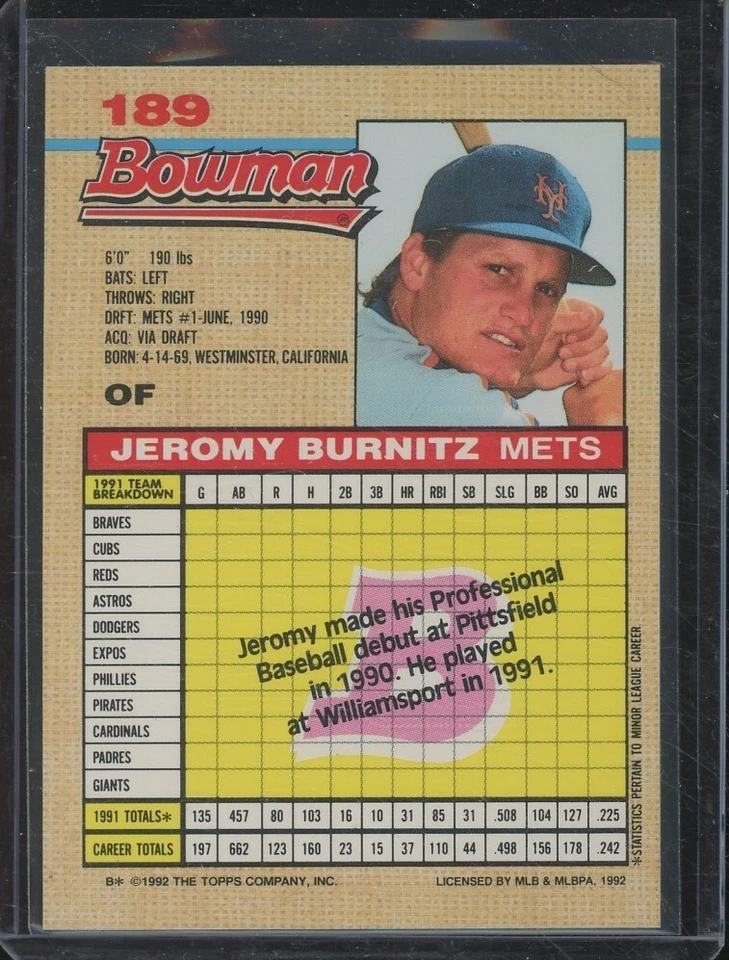 189
Bowman
6'0" 190 lbs
BATS: LEFT
THROWS: RIGHT
DRFT: METS #1-JUNE, 1990
ACQ: VIA DRAFT
BORN: 4-14-69, WESTMINSTER, CALIFORNIA
OF
NY
JEROMY BURNITZ METS
1991 TEAM BREAKDOWN G AB R H 2B 3B HR RBI SB SLG BB SO AVG
BRAVES
CUBS
REDS
ASTROS
DODGERS
EXPOS
PHILLIES
PIRATES
CARDINALS
PADRES
GIANTS
B
Jeromy made his Professional
Baseball debut at Pittsfield
in 1990. He played
at Williamsport in 1991.
1991 TOTALS* 135 457 80 103 16 10 31 85 31 .508 104 127 .225
CAREER TOTALS 197 662 123 160 23 15 37 110 44 .498 156 178 .242
*STATISTICS PERTAIN TO MINOR LEAGUE CAREER.
B* ©1992 THE TOPPS COMPANY, INC. LICENSED BY MLB & MLBPA, 1992